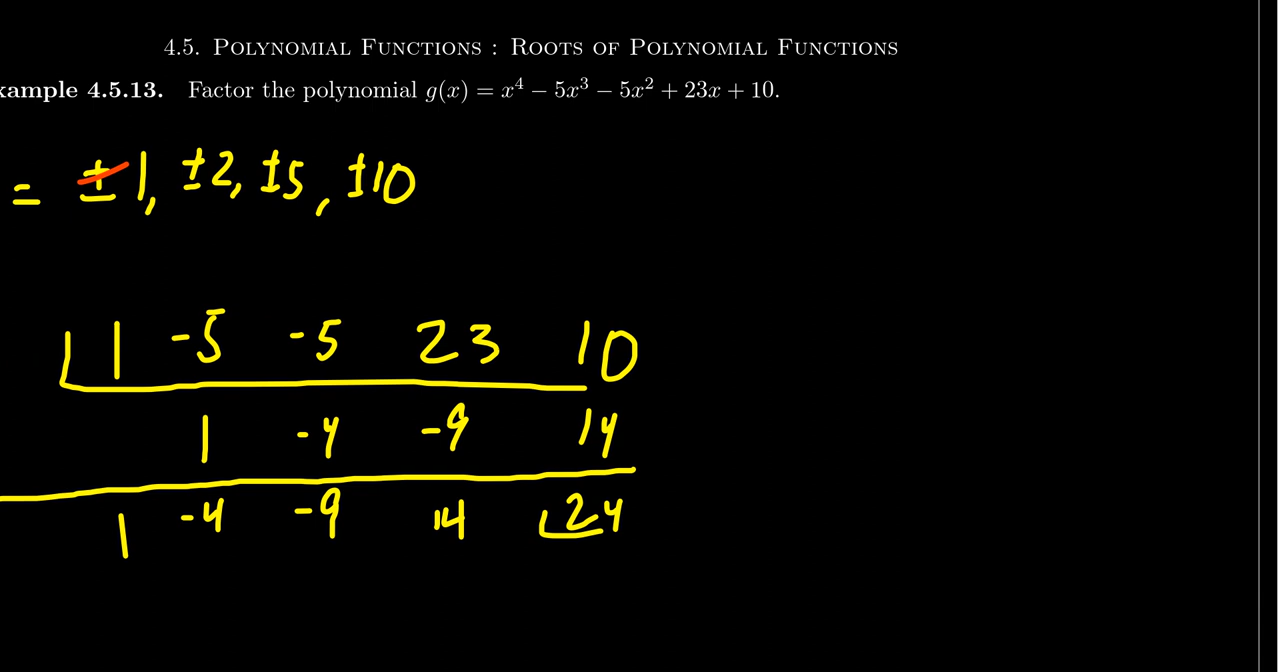 4.5. POLYNOMIAL FUNCTIONS : ROOTS OF POLYNOMIAL FUNCTIONS
xample 4.5.13. Factor the polynomial g(x) = x⁴ − 5x³ − 5x² + 23x + 10.
= ± 1, ±2, ±5, ±10
1 -5 -5 23 10
1 -4 -9 14
1 -4 -9 14 24